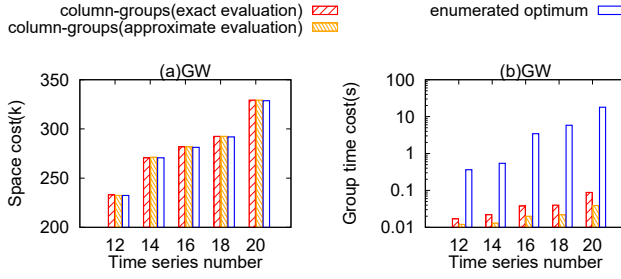 column-groups(exact evaluation)
column-groups(approximate evaluation)
enumerated optimum
(a)GW
Space cost(k)
350
300
250
200
12 14 16 18 20
Time series number
(b)GW
Group time cost(s)
100
10
1
0.1
0.01
12 14 16 18 20
Time series number